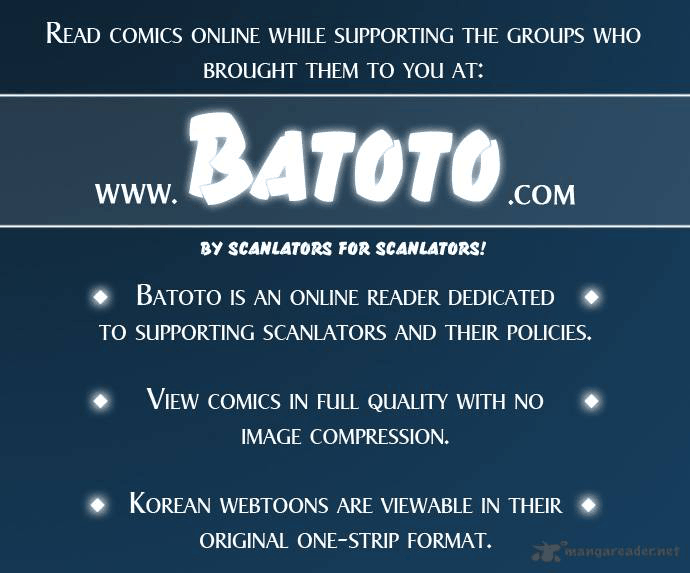 Read comics online while supporting the groups who
brought them to you at:
www. Batoto .com
by scanlators for scanlators!
Batoto is an online reader dedicated
to supporting scanlators and their policies.
View comics in full quality with no
image compression.
Korean webtoons are viewable in their
original one-strip format.
mangareader.net